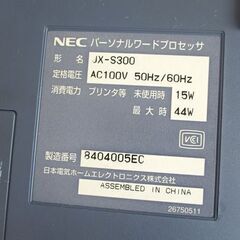 NEC パーソナルワードプロセッサ
形 名 JX-S300
定格電圧 AC100V 50Hz/60Hz
消費電力 プリンタ等 未使用時 15W
最大時 44W
VCI
製造番号 8404005EC
日本電気ホームエレクトロニクス株式会社
ASSEMBLED IN CHINA
26750511